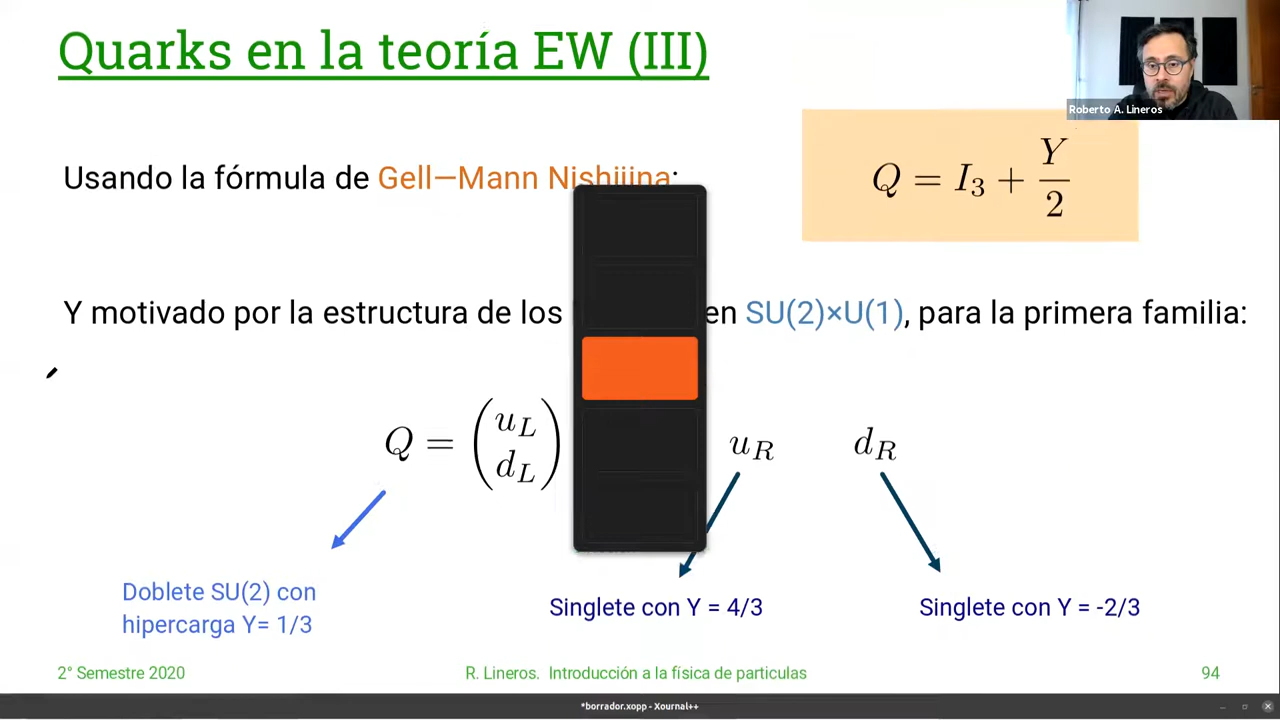 Quarks en la teoría EW (III)
Roberto A. Lineros
Usando la fórmula de Gell—Mann Nishijina:
Q = I_3 + Y/2
Y motivado por la estructura de los en SU(2)×U(1), para la primera familia:
Q = (u_L
d_L)
u_R d_R
Doblete SU(2) con
hipercarga Y= 1/3
Singlete con Y = 4/3
Singlete con Y = -2/3
2° Semestre 2020
R. Lineros. Introducción a la física de particulas
94
*borrador.xopp - Xournal++